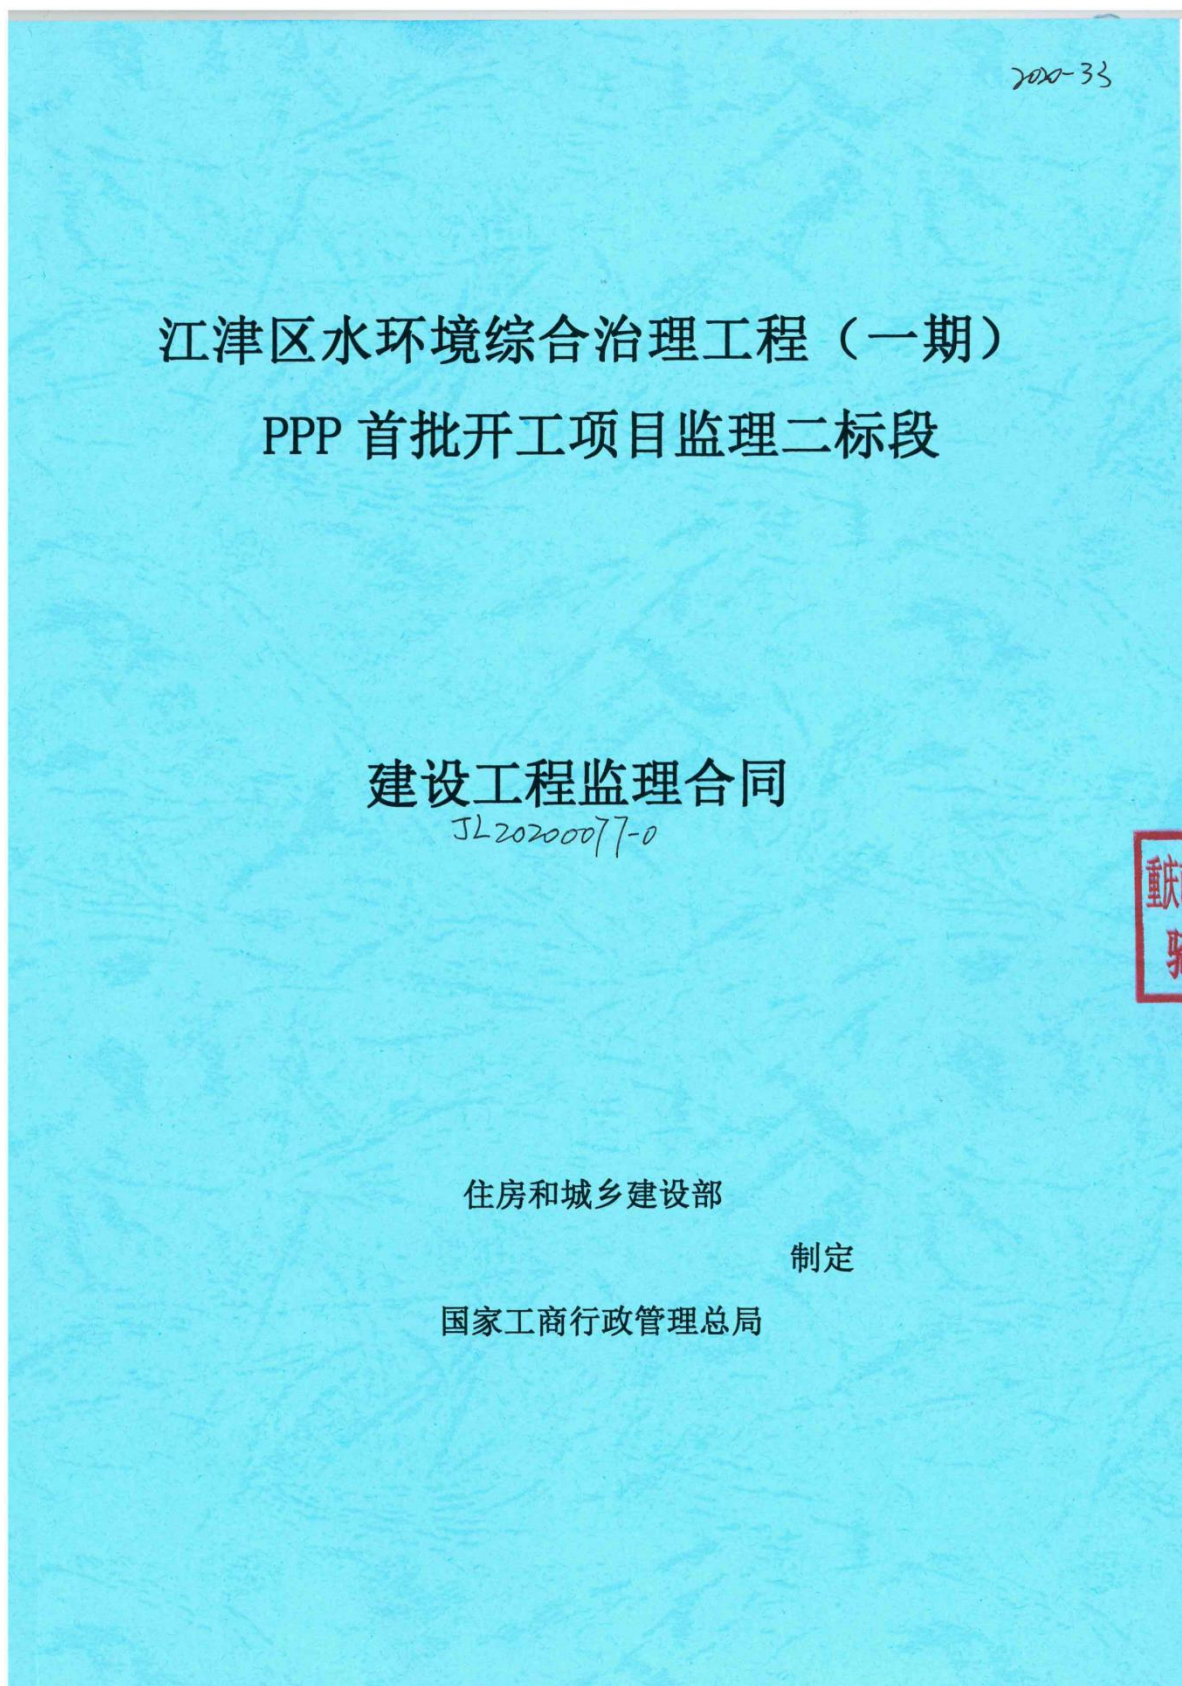 2020-33
江津区水环境综合治理工程（一期）
PPP 首批开工项目监理二标段
建设工程监理合同
JL20200077-0
重庆
住房和城乡建设部
制定
国家工商行政管理总局